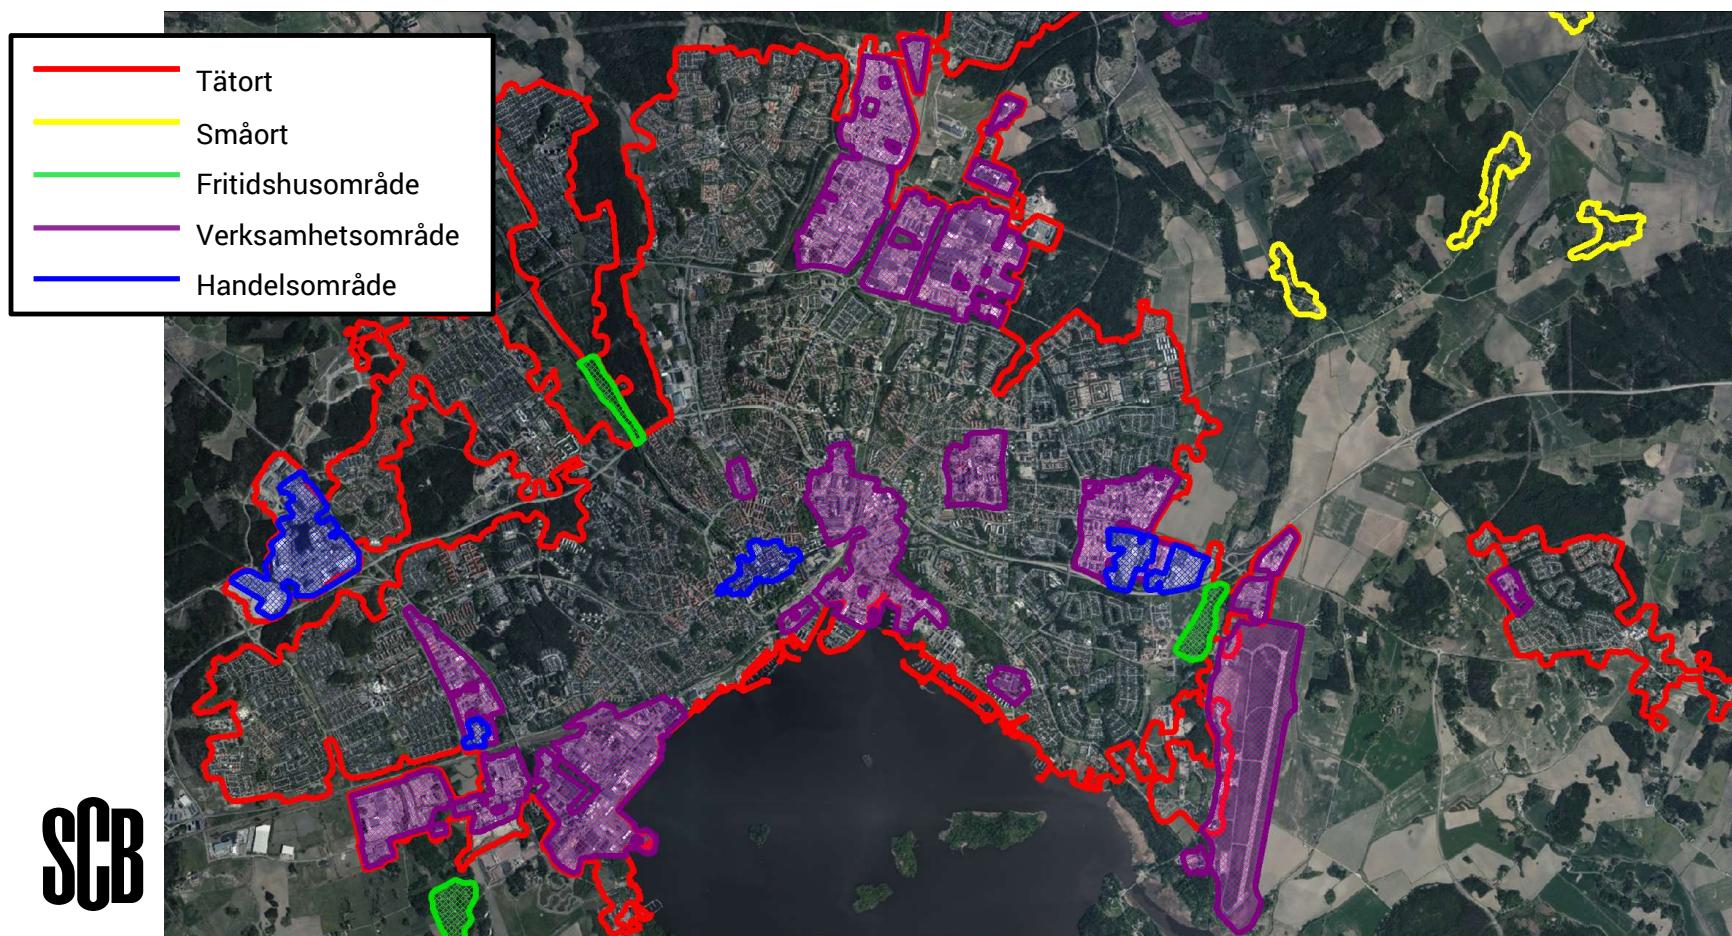 Tätort
Småort
Fritidshusområde
Verksamhetsområde
Handelsområde
SCB